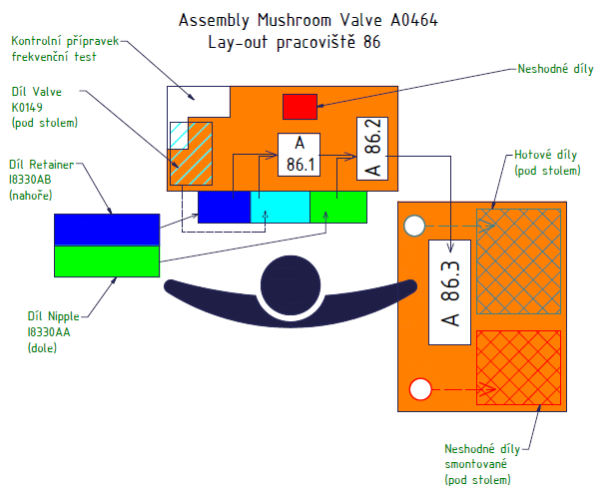 Assembly Mushroom Valve A0464
Lay-out pracoviště 86
Kontrolní přípravek
frekvenční test
Díl Valve
K0149
(pod stolem)
Díl Retainer
I8330AB
(nahoře)
Díl Nipple
I8330AA
(dole)
Neshodné díly
A
86.1
A 86.2
Hotové díly
(pod stolem)
A 86.3
Neshodné díly
smontované
(pod stolem)